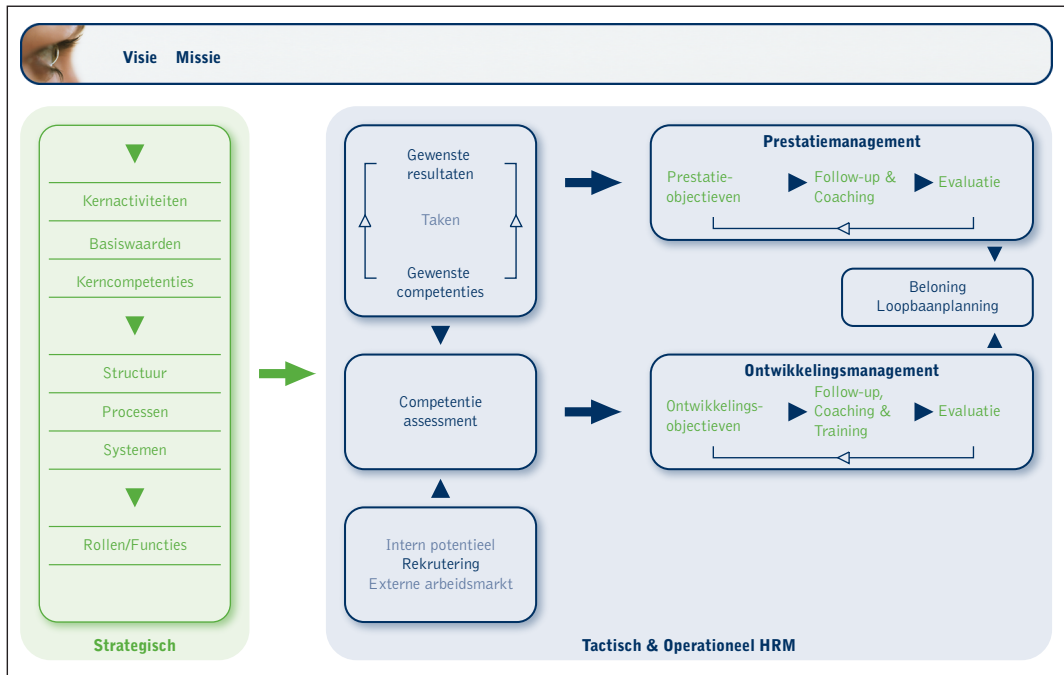 Visie Missie
Kernactiviteiten
Basiswaarden
Kerncompetenties
Structuur
Processen
Systemen
Rollen/Functies
Strategisch
Gewenste
resultaten
Taken
Gewenste
competenties
Competentie
assessment
Intern potentieel
Rekrutering
Externe arbeidsmarkt
Prestatiemanagement
Prestatie-
objectieven
Follow-up &
Coaching
Evaluatie
Beloning
Loopbaanplanning
Ontwikkelingsmanagement
Ontwikkelings-
objectieven
Follow-up,
Coaching &
Training
Evaluatie
Tactisch & Operationeel HRM